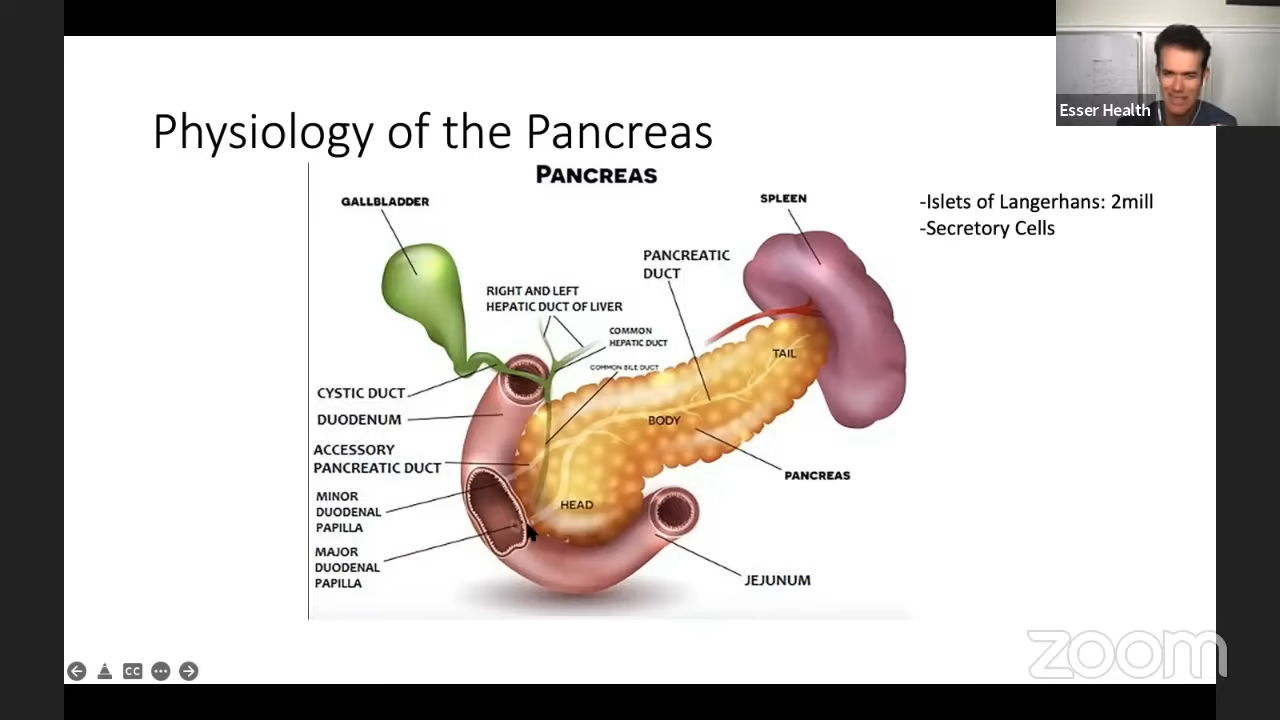 Esser Health
Physiology of the Pancreas
PANCREAS
GALLBLADDER
SPLEEN
-Islets of Langerhans: 2mill
-Secretory Cells
PANCREATIC
DUCT
RIGHT AND LEFT
HEPATIC DUCT OF LIVER
COMMON
HEPATIC DUCT
COMMON BILE DUCT
TAIL
CYSTIC DUCT
DUODENUM
BODY
ACCESSORY
PANCREATIC DUCT
PANCREAS
MINOR
DUODENAL
PAPILLA
HEAD
MAJOR
DUODENAL
PAPILLA
JEJUNUM
zoom
CC